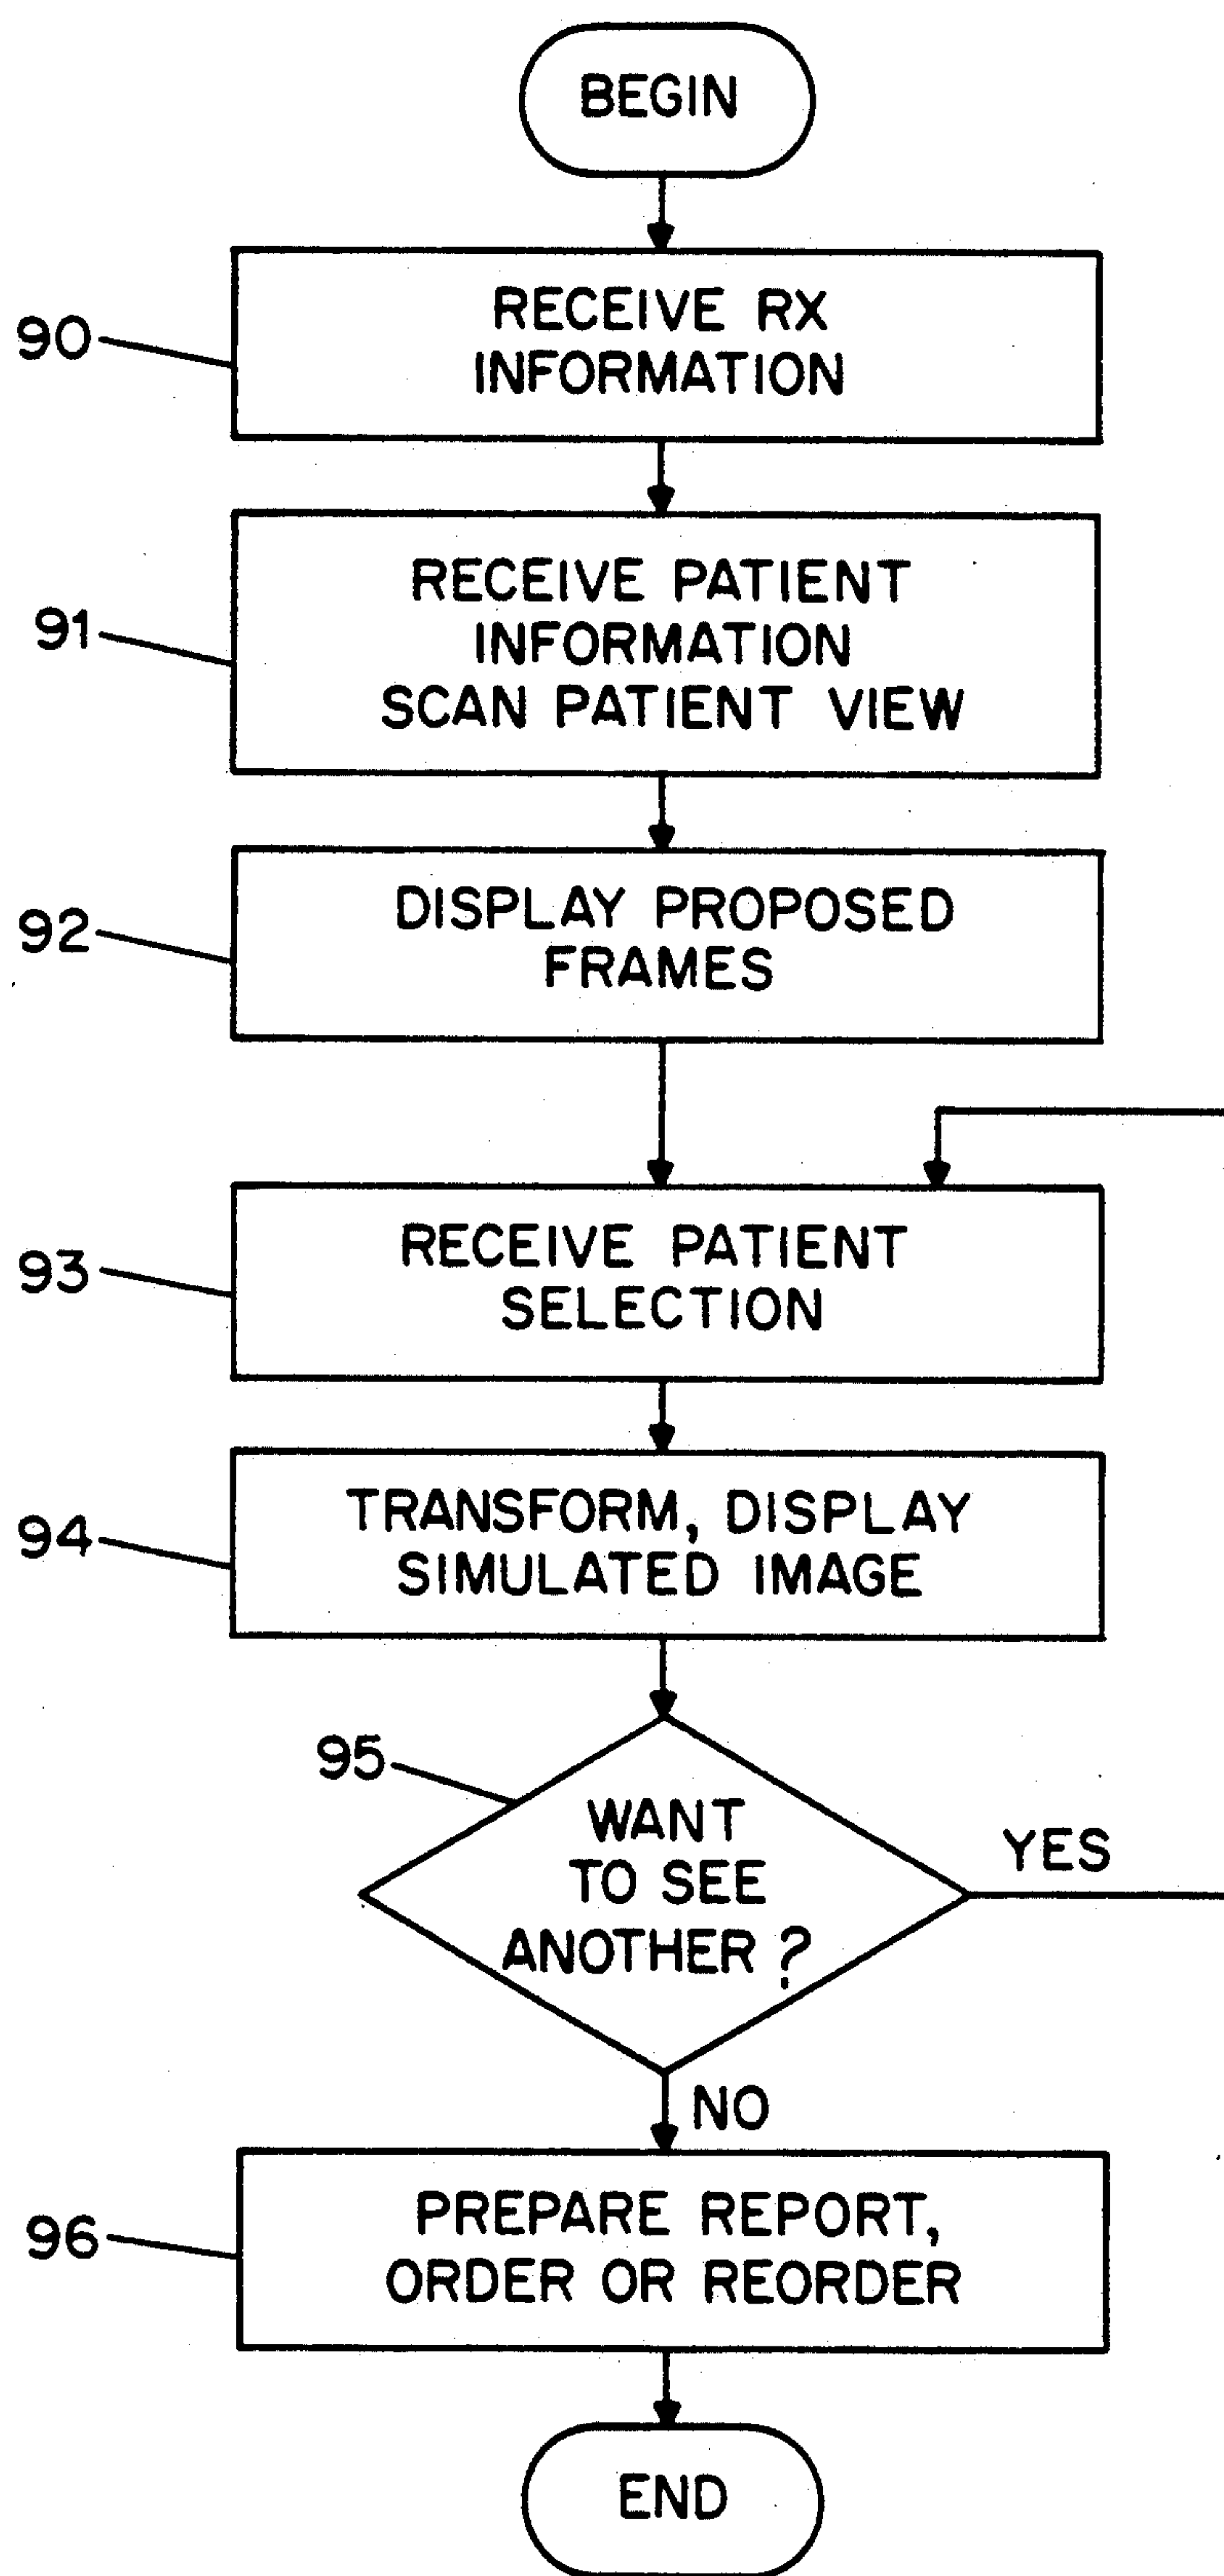 BEGIN
90
RECEIVE RX
INFORMATION
91
RECEIVE PATIENT
INFORMATION
SCAN PATIENT VIEW
92
DISPLAY PROPOSED
FRAMES
93
RECEIVE PATIENT
SELECTION
94
TRANSFORM, DISPLAY
SIMULATED IMAGE
95
WANT
TO SEE
ANOTHER ?
YES
NO
96
PREPARE REPORT,
ORDER OR REORDER
END